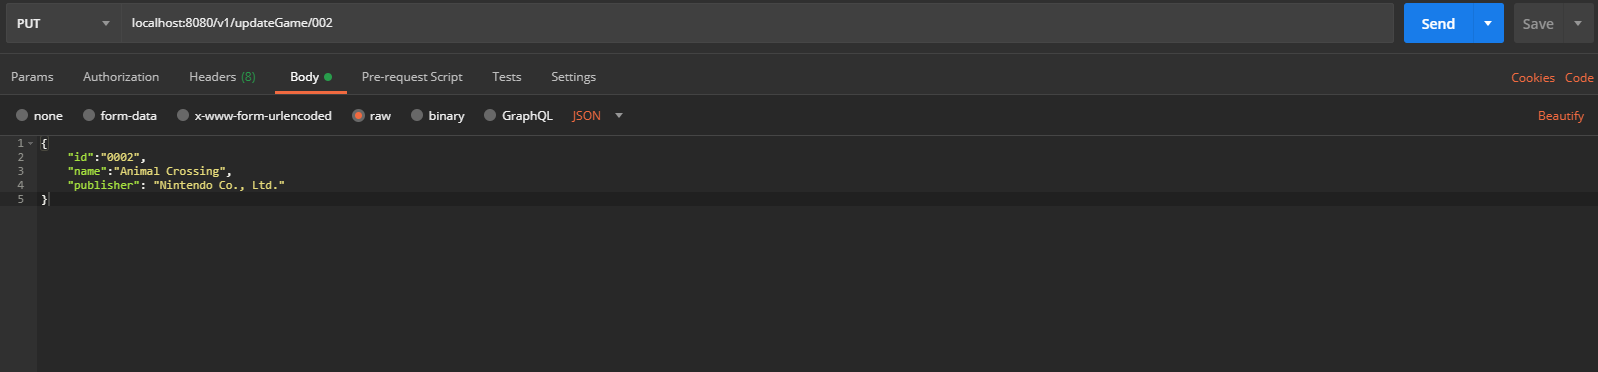 PUT localhost:8080/v1/updateGame/002 Send Save
Params Authorization Headers (8) Body Pre-request Script Tests Settings Cookies Code
none form-data x-www-form-urlencoded raw binary GraphQL JSON Beautify
1 {
2 "id":"0002",
3 "name":"Animal Crossing",
4 "publisher": "Nintendo Co., Ltd."
5 }